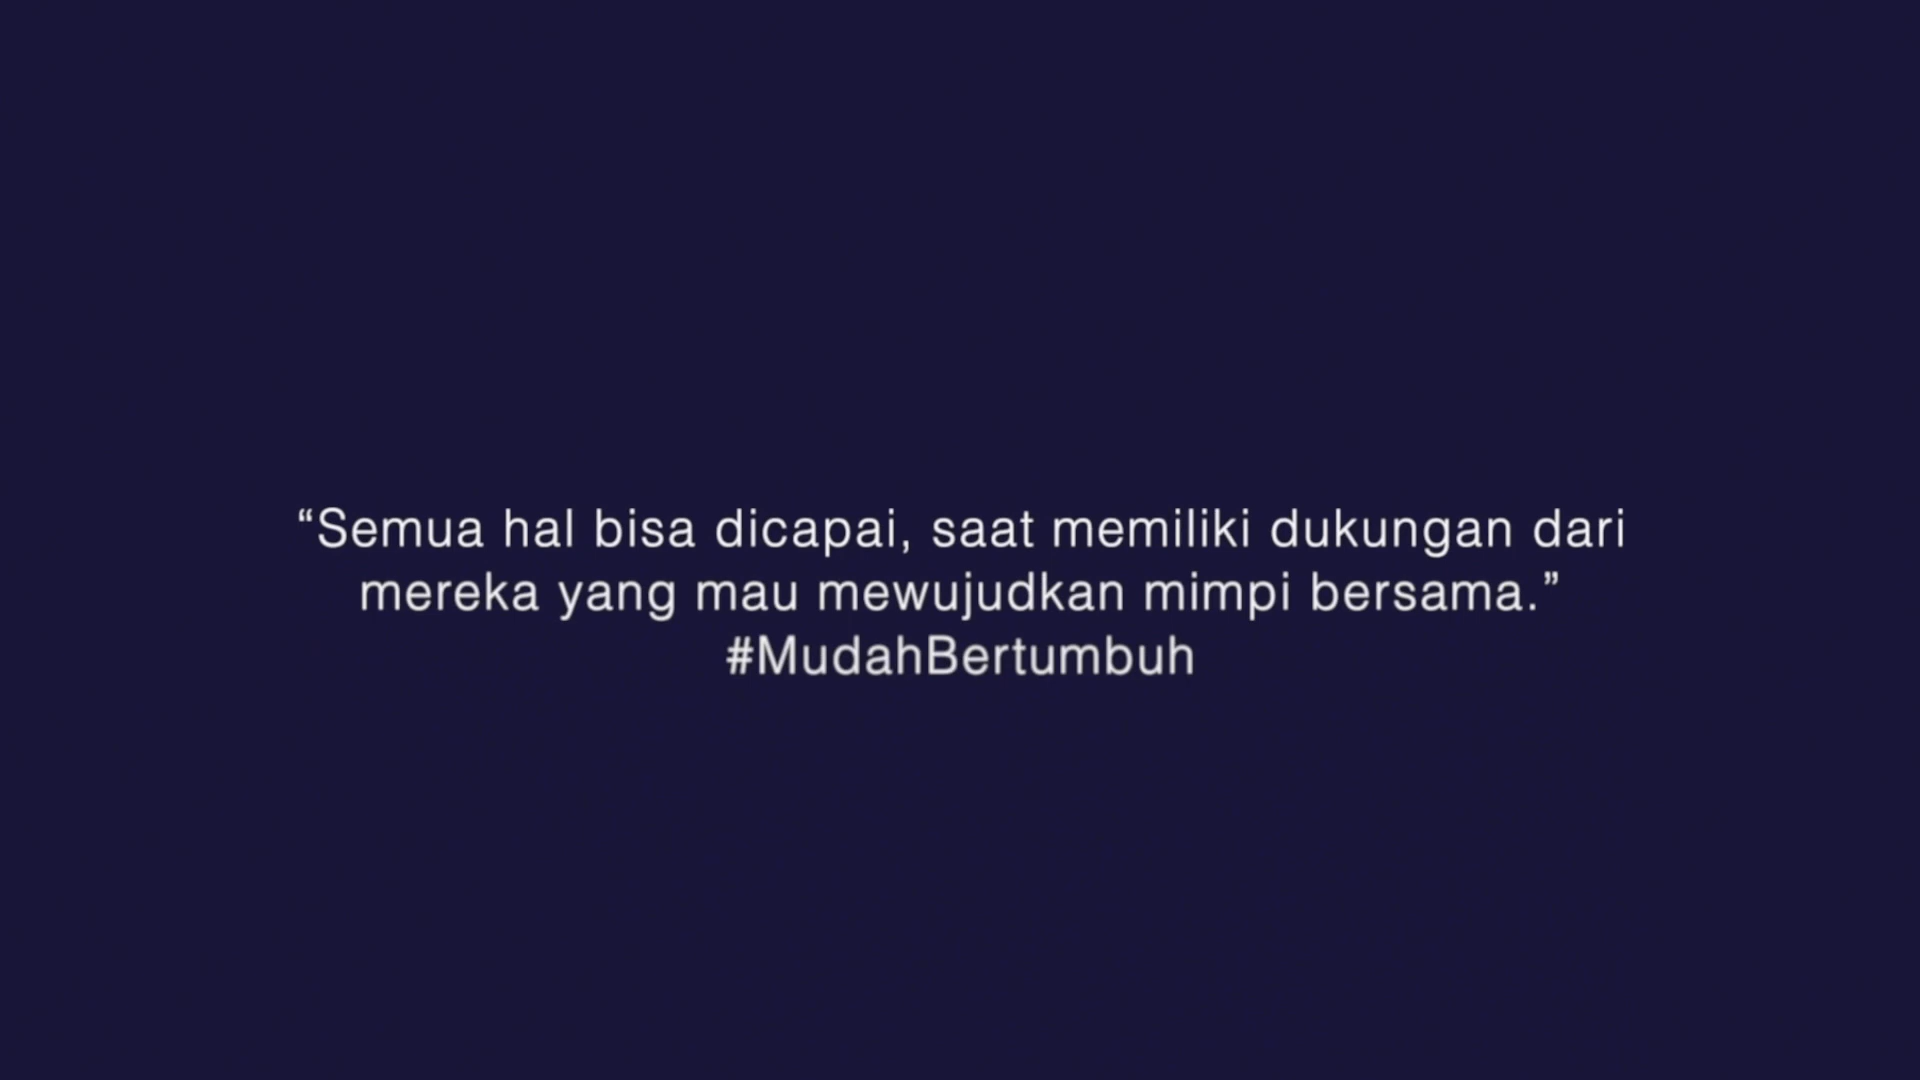 “Semua hal bisa dicapai, saat memiliki dukungan dari
mereka yang mau mewujudkan mimpi bersama.”
#MudahBertumbuh